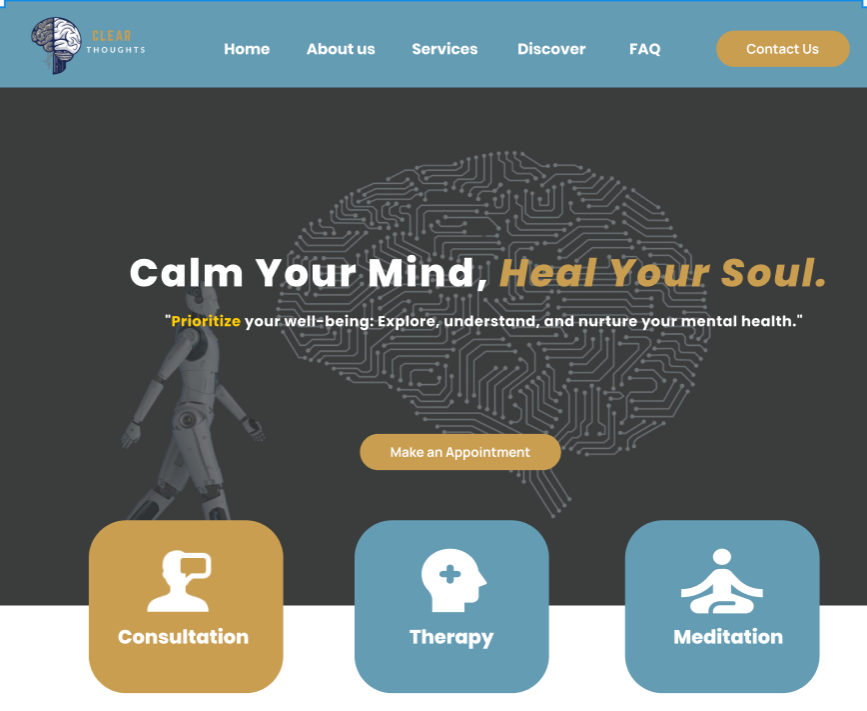 CLEAR
THOUGHTS
Home About us Services Discover FAQ Contact Us
Calm Your Mind, Heal Your Soul.
"Prioritize your well-being: Explore, understand, and nurture your mental health."
Make an Appointment
Consultation Therapy Meditation